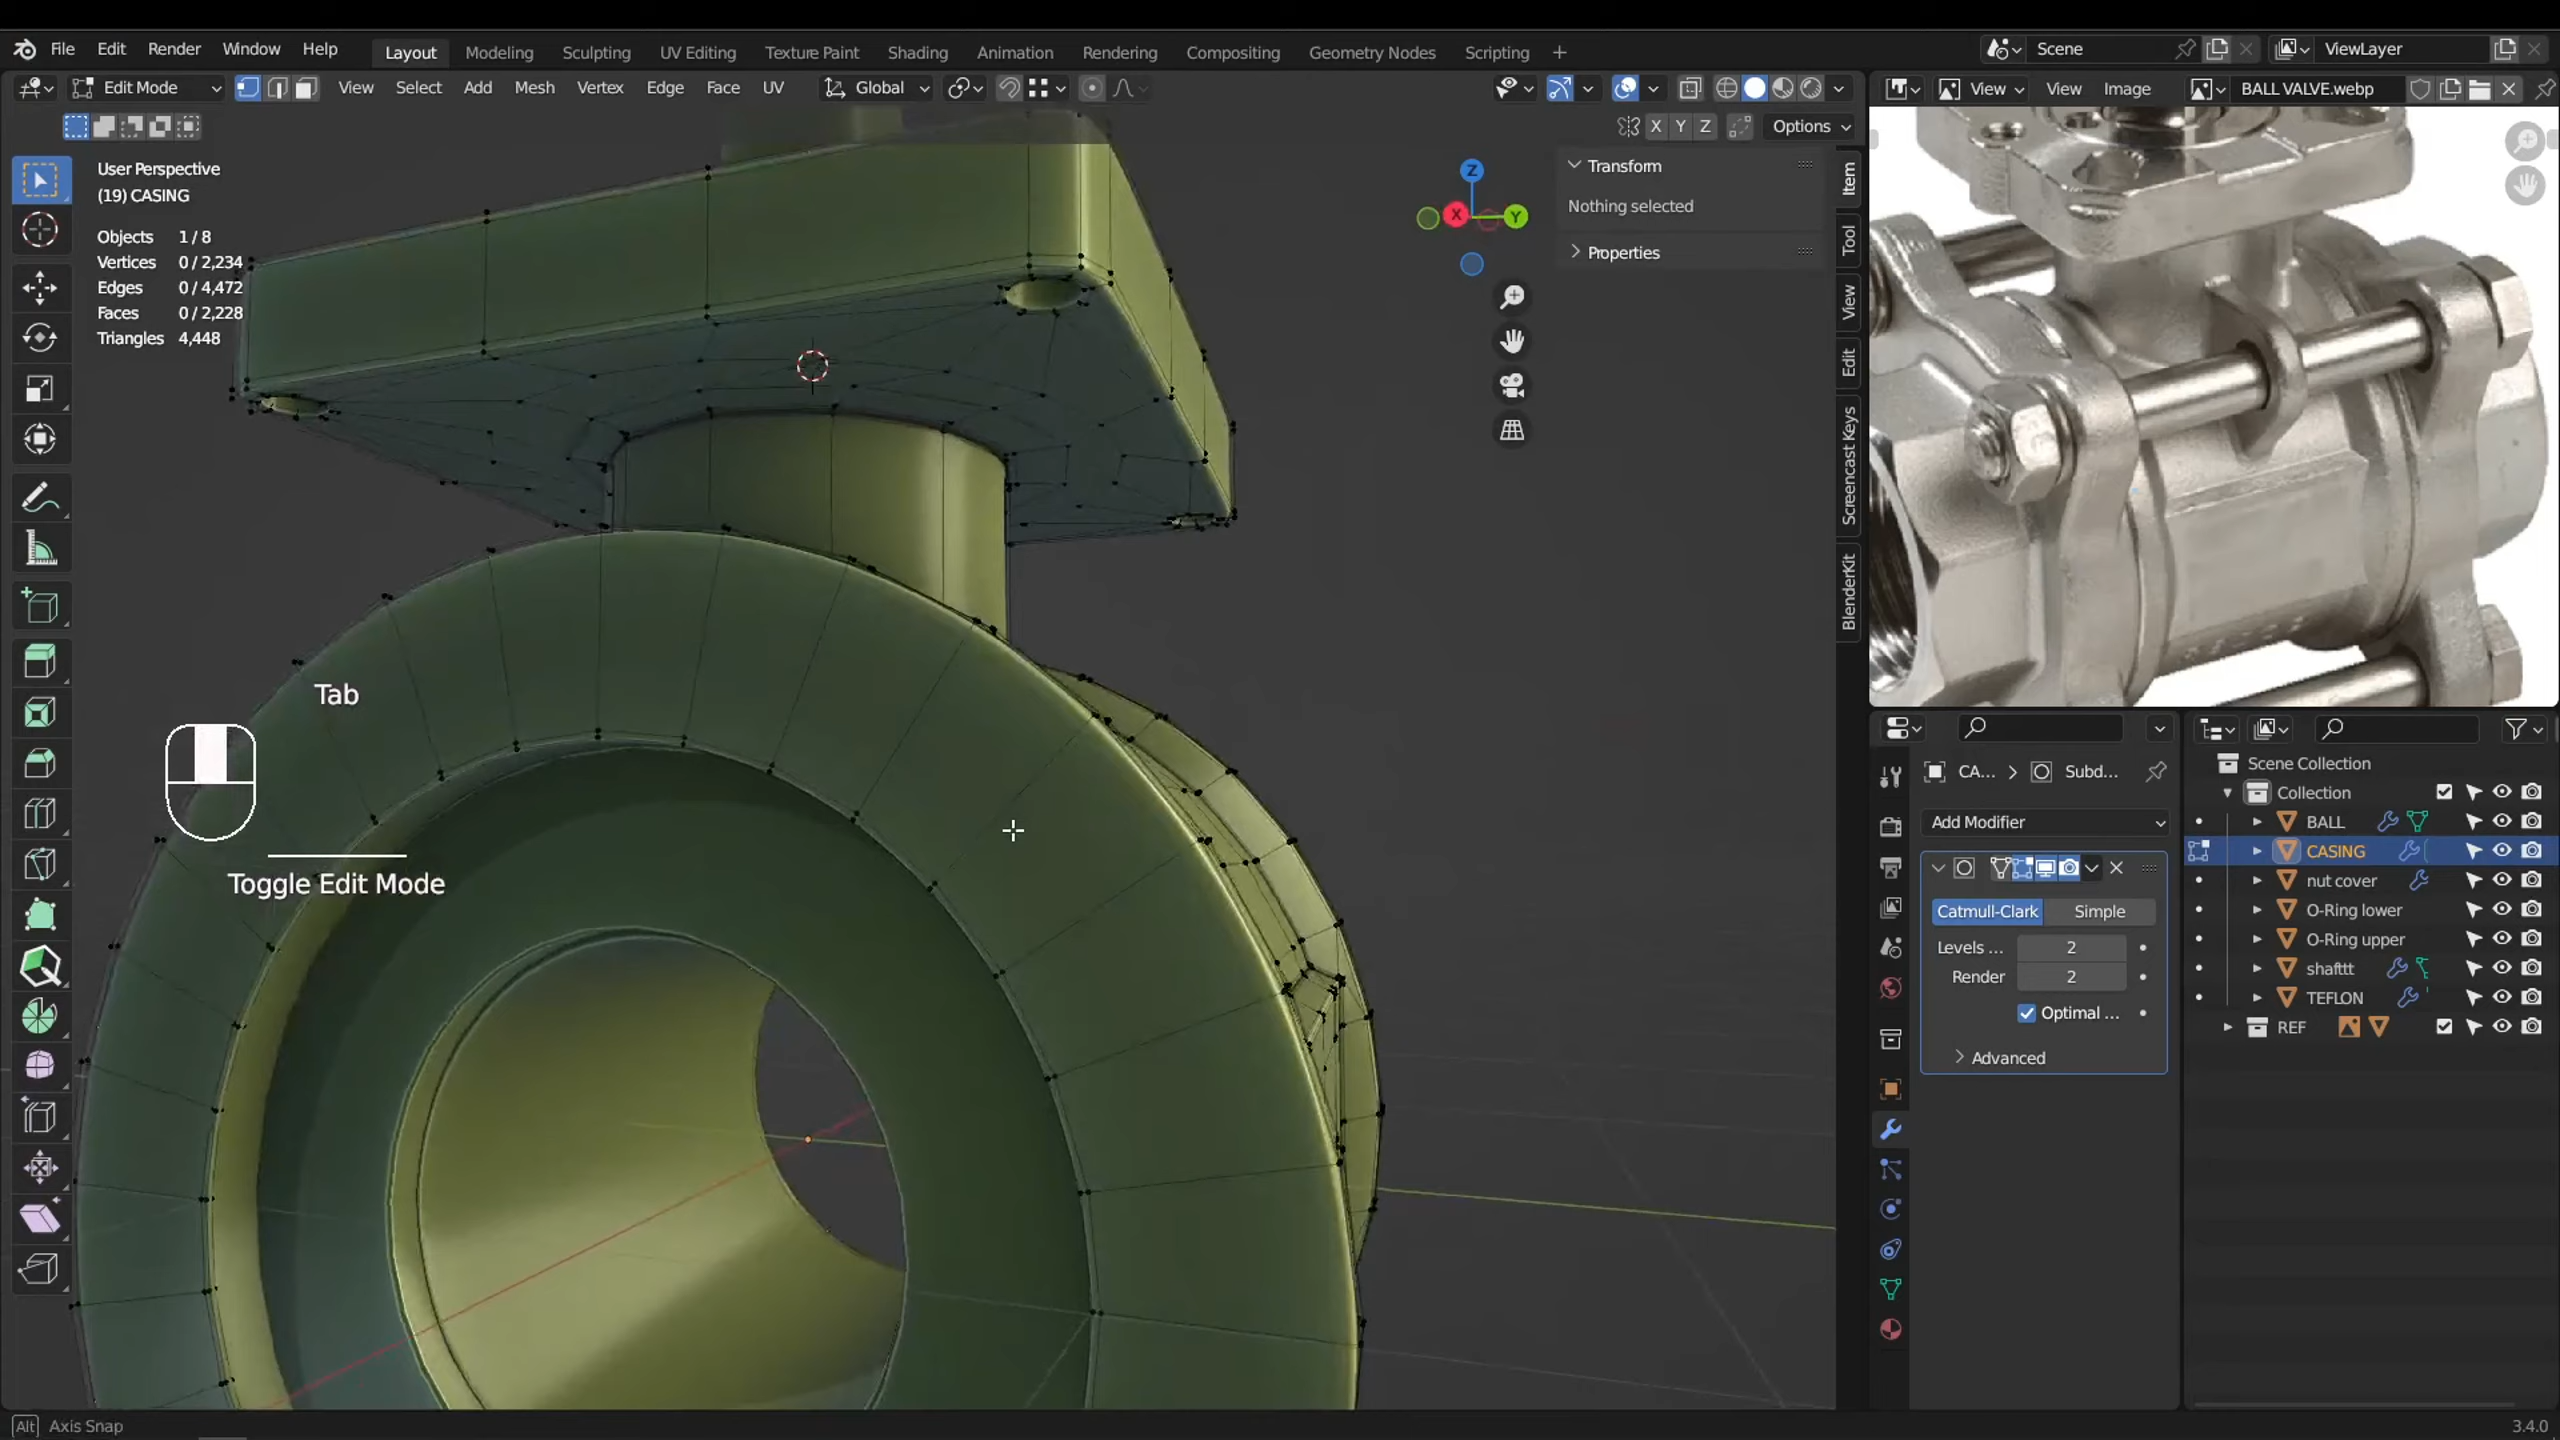 File Edit Render Window Help
Layout Modeling Sculpting UV Editing Texture Paint Shading Animation Rendering Compositing Geometry Nodes Scripting +
Scene
ViewLayer
Edit Mode
View Select Add Mesh Vertex Edge Face UV
Global
View
View Image
BALL VALVE.webp
X Y Z
Options
User Perspective
(19) CASING
Objects 1 / 8
Vertices 0 / 2,234
Edges 0 / 4,472
Faces 0 / 2,228
Triangles 4,448
Z
X
Y
Transform
Nothing selected
Properties
Item
Tool
View
Edit
Screencast Keys
BlenderKit
Tab
Toggle Edit Mode
CA...
Subd...
Add Modifier
Catmull-Clark
Simple
Levels ... 2
Render 2
Optimal ...
Advanced
Scene Collection
Collection
BALL
CASING
nut cover
O-Ring lower
O-Ring upper
shafttt
TEFLON
REF
Alt Axis Snap
3.4.0